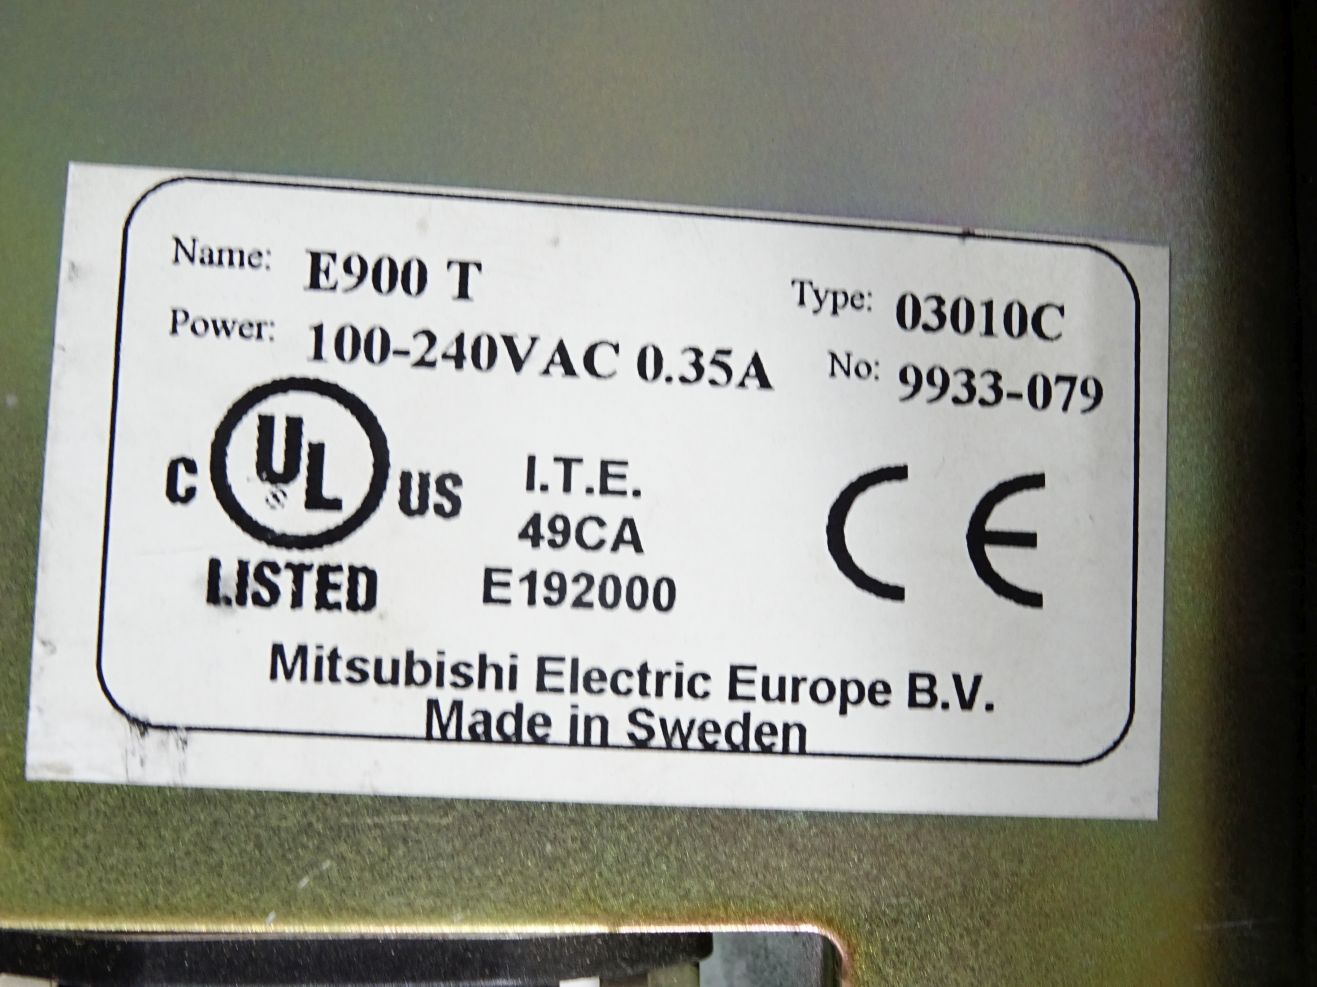 Name: E900 T
Type: 03010C
Power: 100-240VAC 0.35A
No: 9933-079
C UL US
LISTED
I.T.E.
49CA
E192000
CE
Mitsubishi Electric Europe B.V.
Made in Sweden